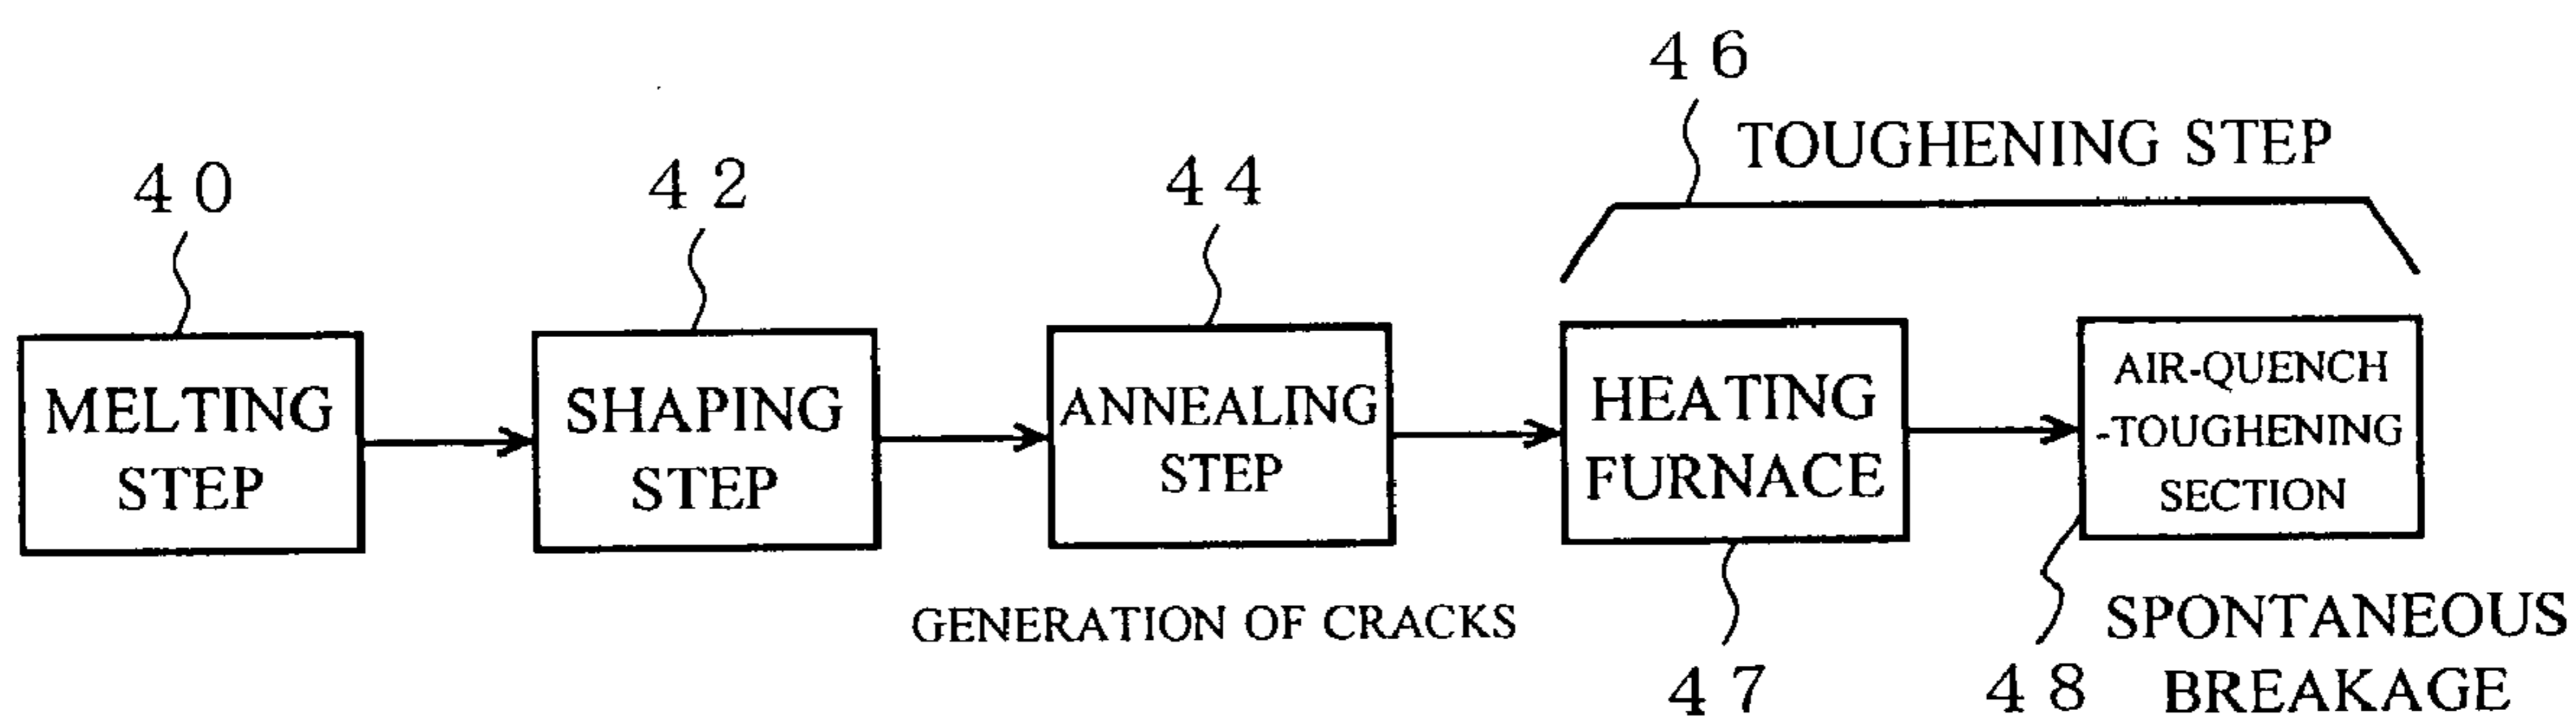 46
TOUGHENING STEP
40
42
44
MELTING
STEP
SHAPING
STEP
ANNEALING
STEP
HEATING
FURNACE
AIR-QUENCH
-TOUGHENING
SECTION
GENERATION OF CRACKS
47
48
SPONTANEOUS
BREAKAGE